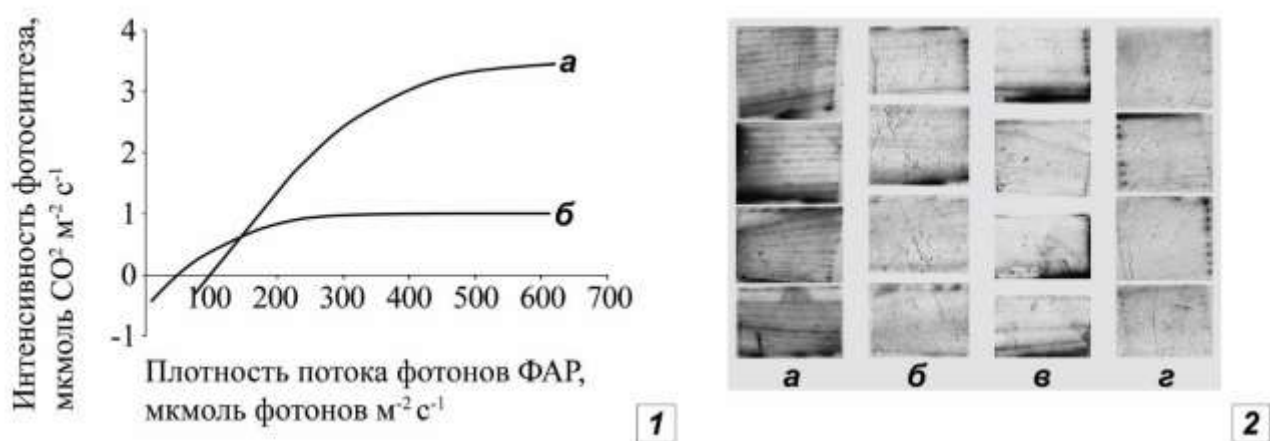 Интенсивность фотосинтеза,
мкмоль CO² м⁻² с⁻¹
4
3
2
1
0
-1
100 200 300 400 500 600 700
а
б
Плотность потока фотонов ФАР,
мкмоль фотонов м⁻² с⁻¹
1
а б в г
2